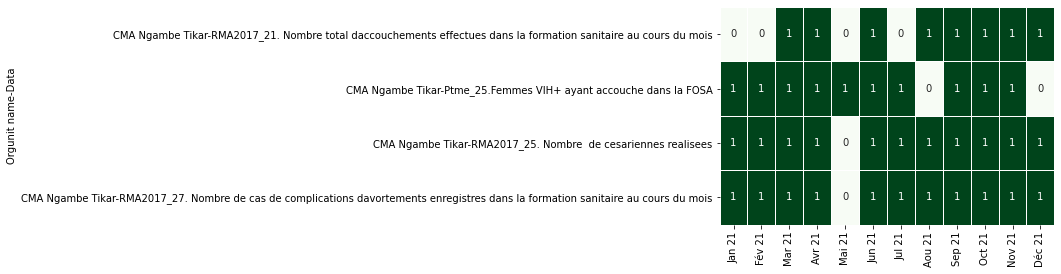 CMA Ngambe Tikar-RMA2017_21. Nombre total daccouchements effectues dans la formation sanitaire au cours du mois
0 0 1 1 0 1 0 1 1 1 1 1
CMA Ngambe Tikar-Ptme_25.Femmes VIH+ ayant accouche dans la FOSA
1 1 1 1 1 1 1 0 1 1 1 0
CMA Ngambe Tikar-RMA2017_25. Nombre  de cesariennes realisees
1 1 1 1 0 1 1 1 1 1 1 1
CMA Ngambe Tikar-RMA2017_27. Nombre de cas de complications davortements enregistres dans la formation sanitaire au cours du mois
1 1 1 1 0 1 1 1 1 1 1 1
Orgunit name-Data
Jan 21
Fév 21
Mar 21
Avr 21
Mai 21
Jun 21
Jul 21
Aou 21
Sep 21
Oct 21
Nov 21
Déc 21